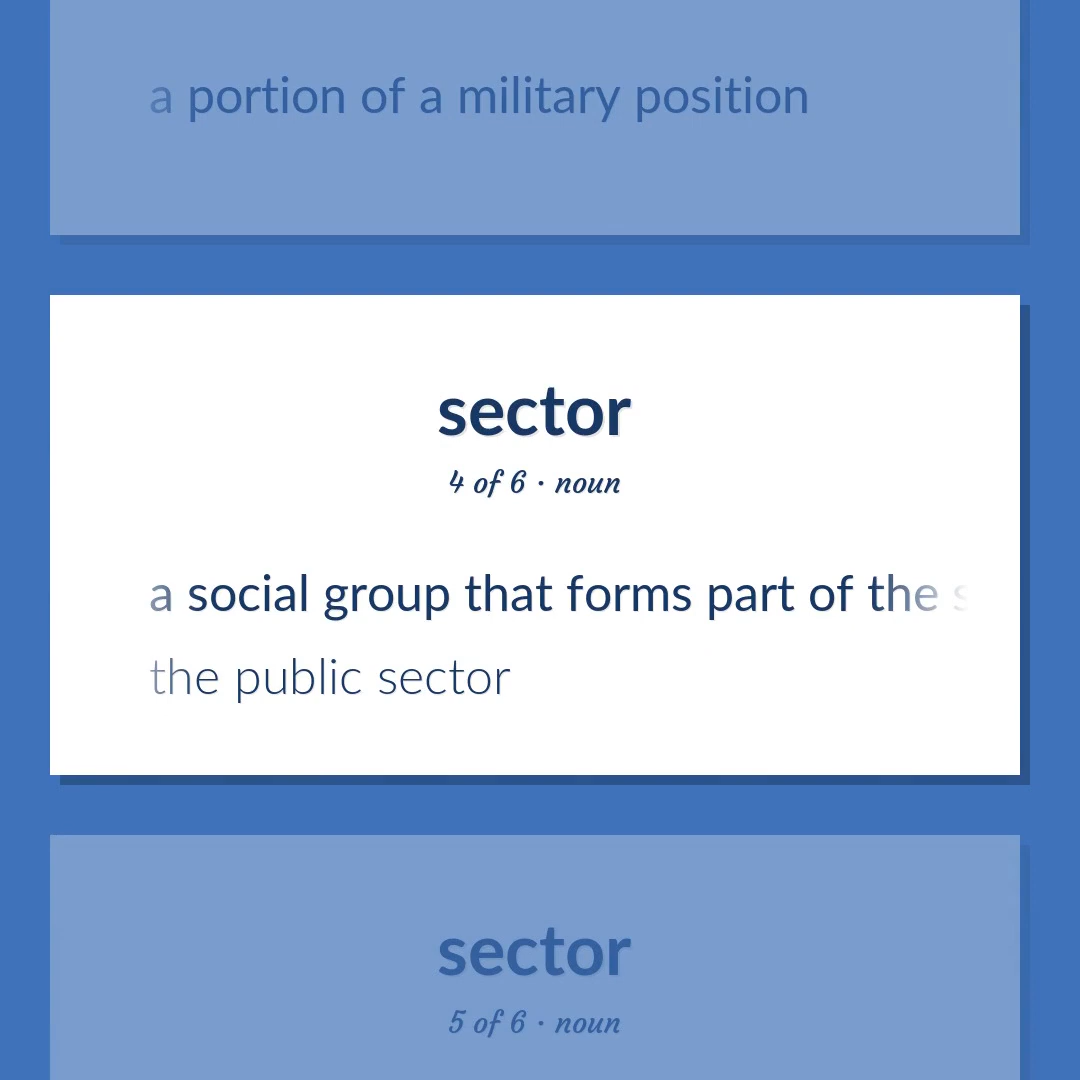 a portion of a military position
sector
4 of 6 · noun
a social group that forms part of the
the public sector
sector
5 of 6 · noun